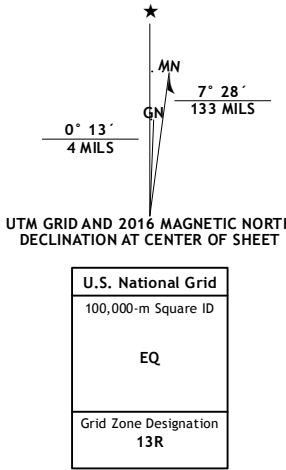 ★
MN
GN
7° 28´
133 MILS
0° 13´
4 MILS
UTM GRID AND 2016 MAGNETIC NORTH
DECLINATION AT CENTER OF SHEET
U.S. National Grid
100,000-m Square ID
EQ
Grid Zone Designation
13R